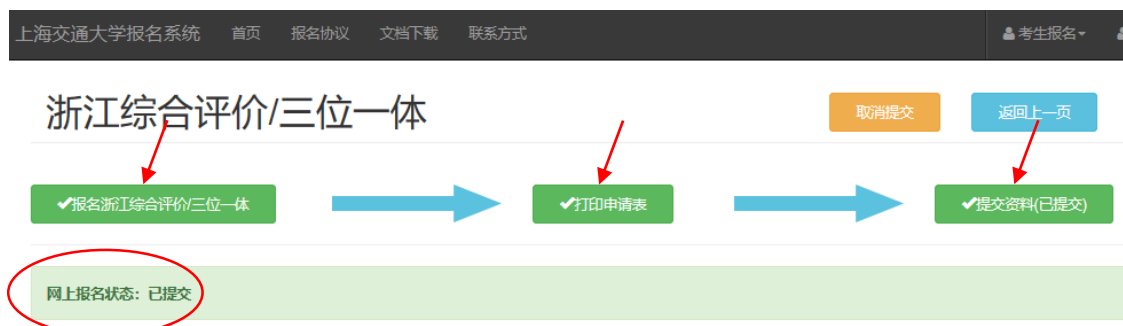 上海交通大学报名系统 首页 报名协议 文档下载 联系方式 考生报名
浙江综合评价/三位一体 取消提交 返回上一页
报名浙江综合评价/三位一体 打印申请表 提交资料(已提交)
网上报名状态：已提交